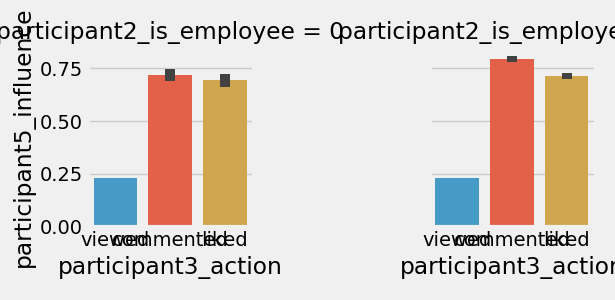 participant2_is_employee = 0
participant2_is_employe
participant5_influence
0.75
0.50
0.25
0.00
viewed commented liked
viewed commented liked
participant3_action
participant3_action